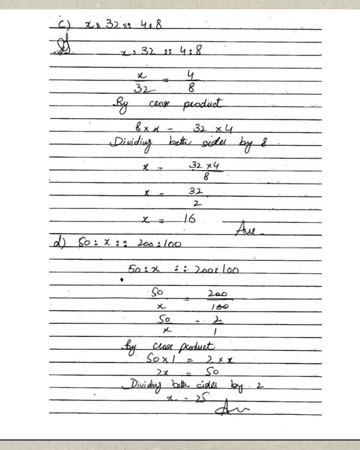 c) x : 32 :: 4 : 8
x : 32 :: 4 : 8
x/32 = 4/8
By cross product
8 × x = 32 × 4
Dividing both sides by 8
x = 32 × 4/8
x = 32/2
x = 16 Ans
d) 50 : x :: 200 : 100
50 : x :: 200 : 100
50/x = 200/100
50/x = 2/1
By cross product
50 × 1 = 2 × x
2x = 50
Dividing both sides by 2
x = 25
Ans